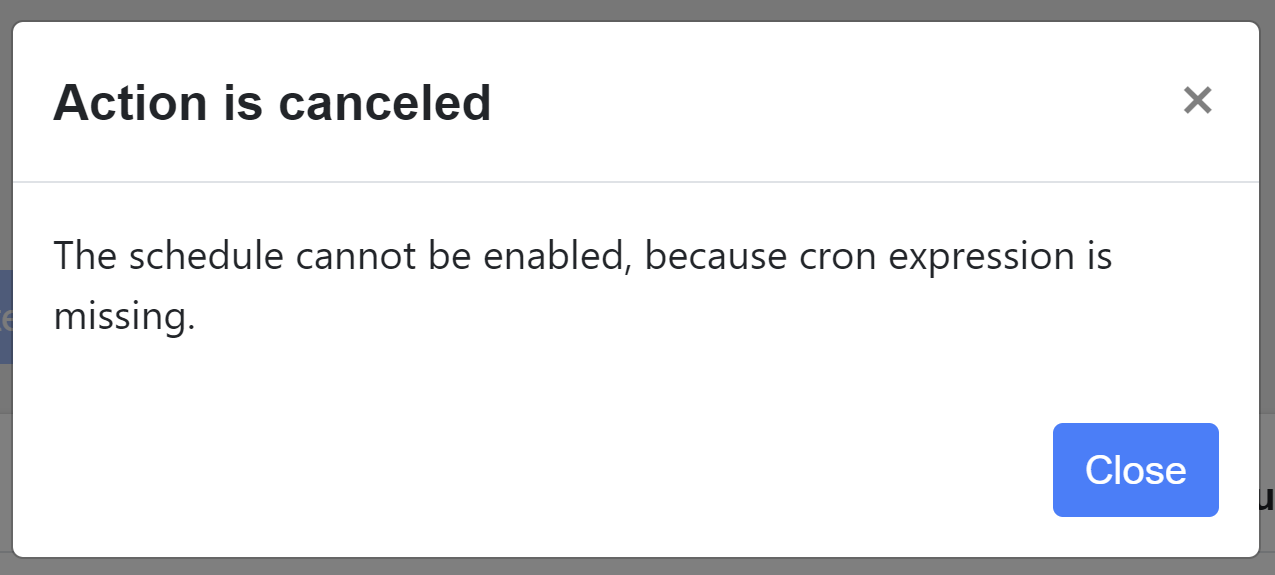 Action is canceled
The schedule cannot be enabled, because cron expression is
missing.
Close